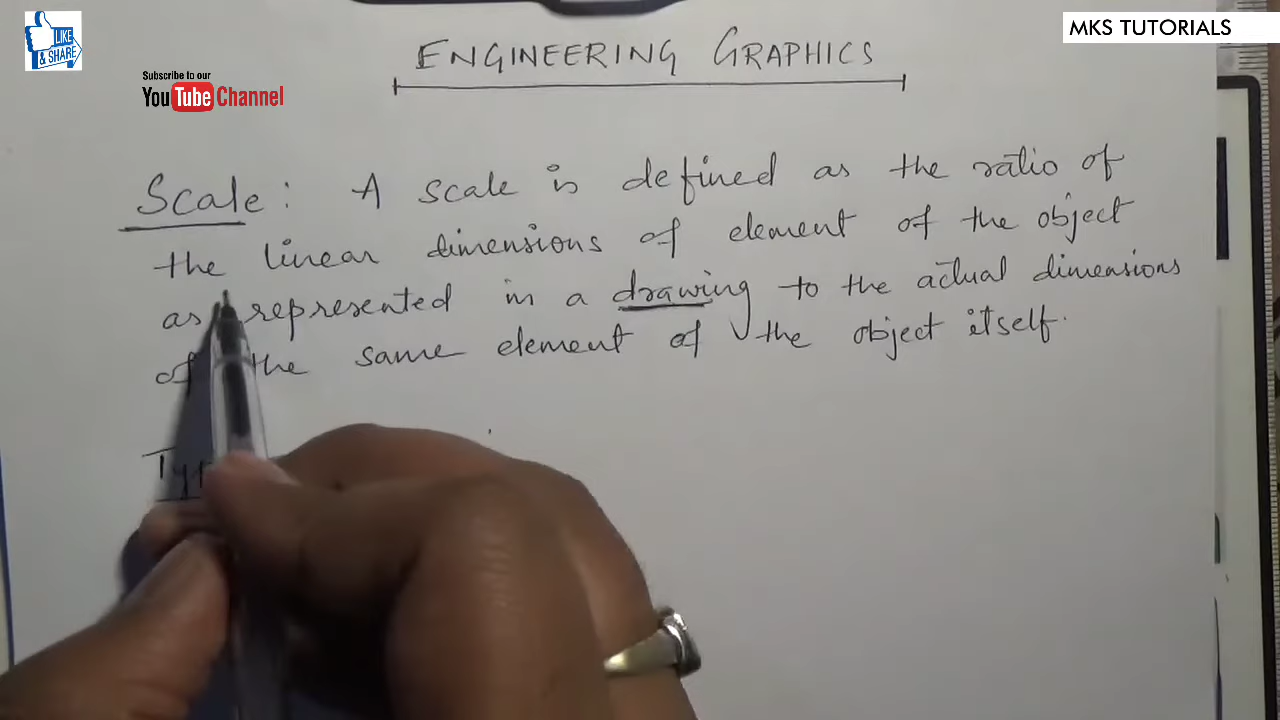 LIKE
& SHARE
Subscribe to our
YouTube Channel
MKS TUTORIALS
ENGINEERING GRAPHICS
Scale: A scale is defined as the ratio of
the linear dimensions of element of the object
as represented in a drawing to the actual dimensions
of the same element of the object itself.